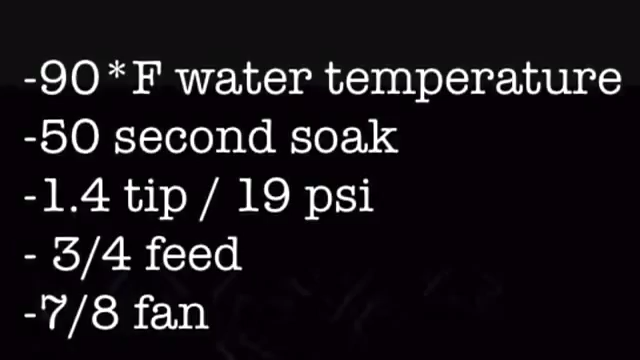 -90*F water temperature
-50 second soak
-1.4 tip / 19 psi
- 3/4 feed
-7/8 fan